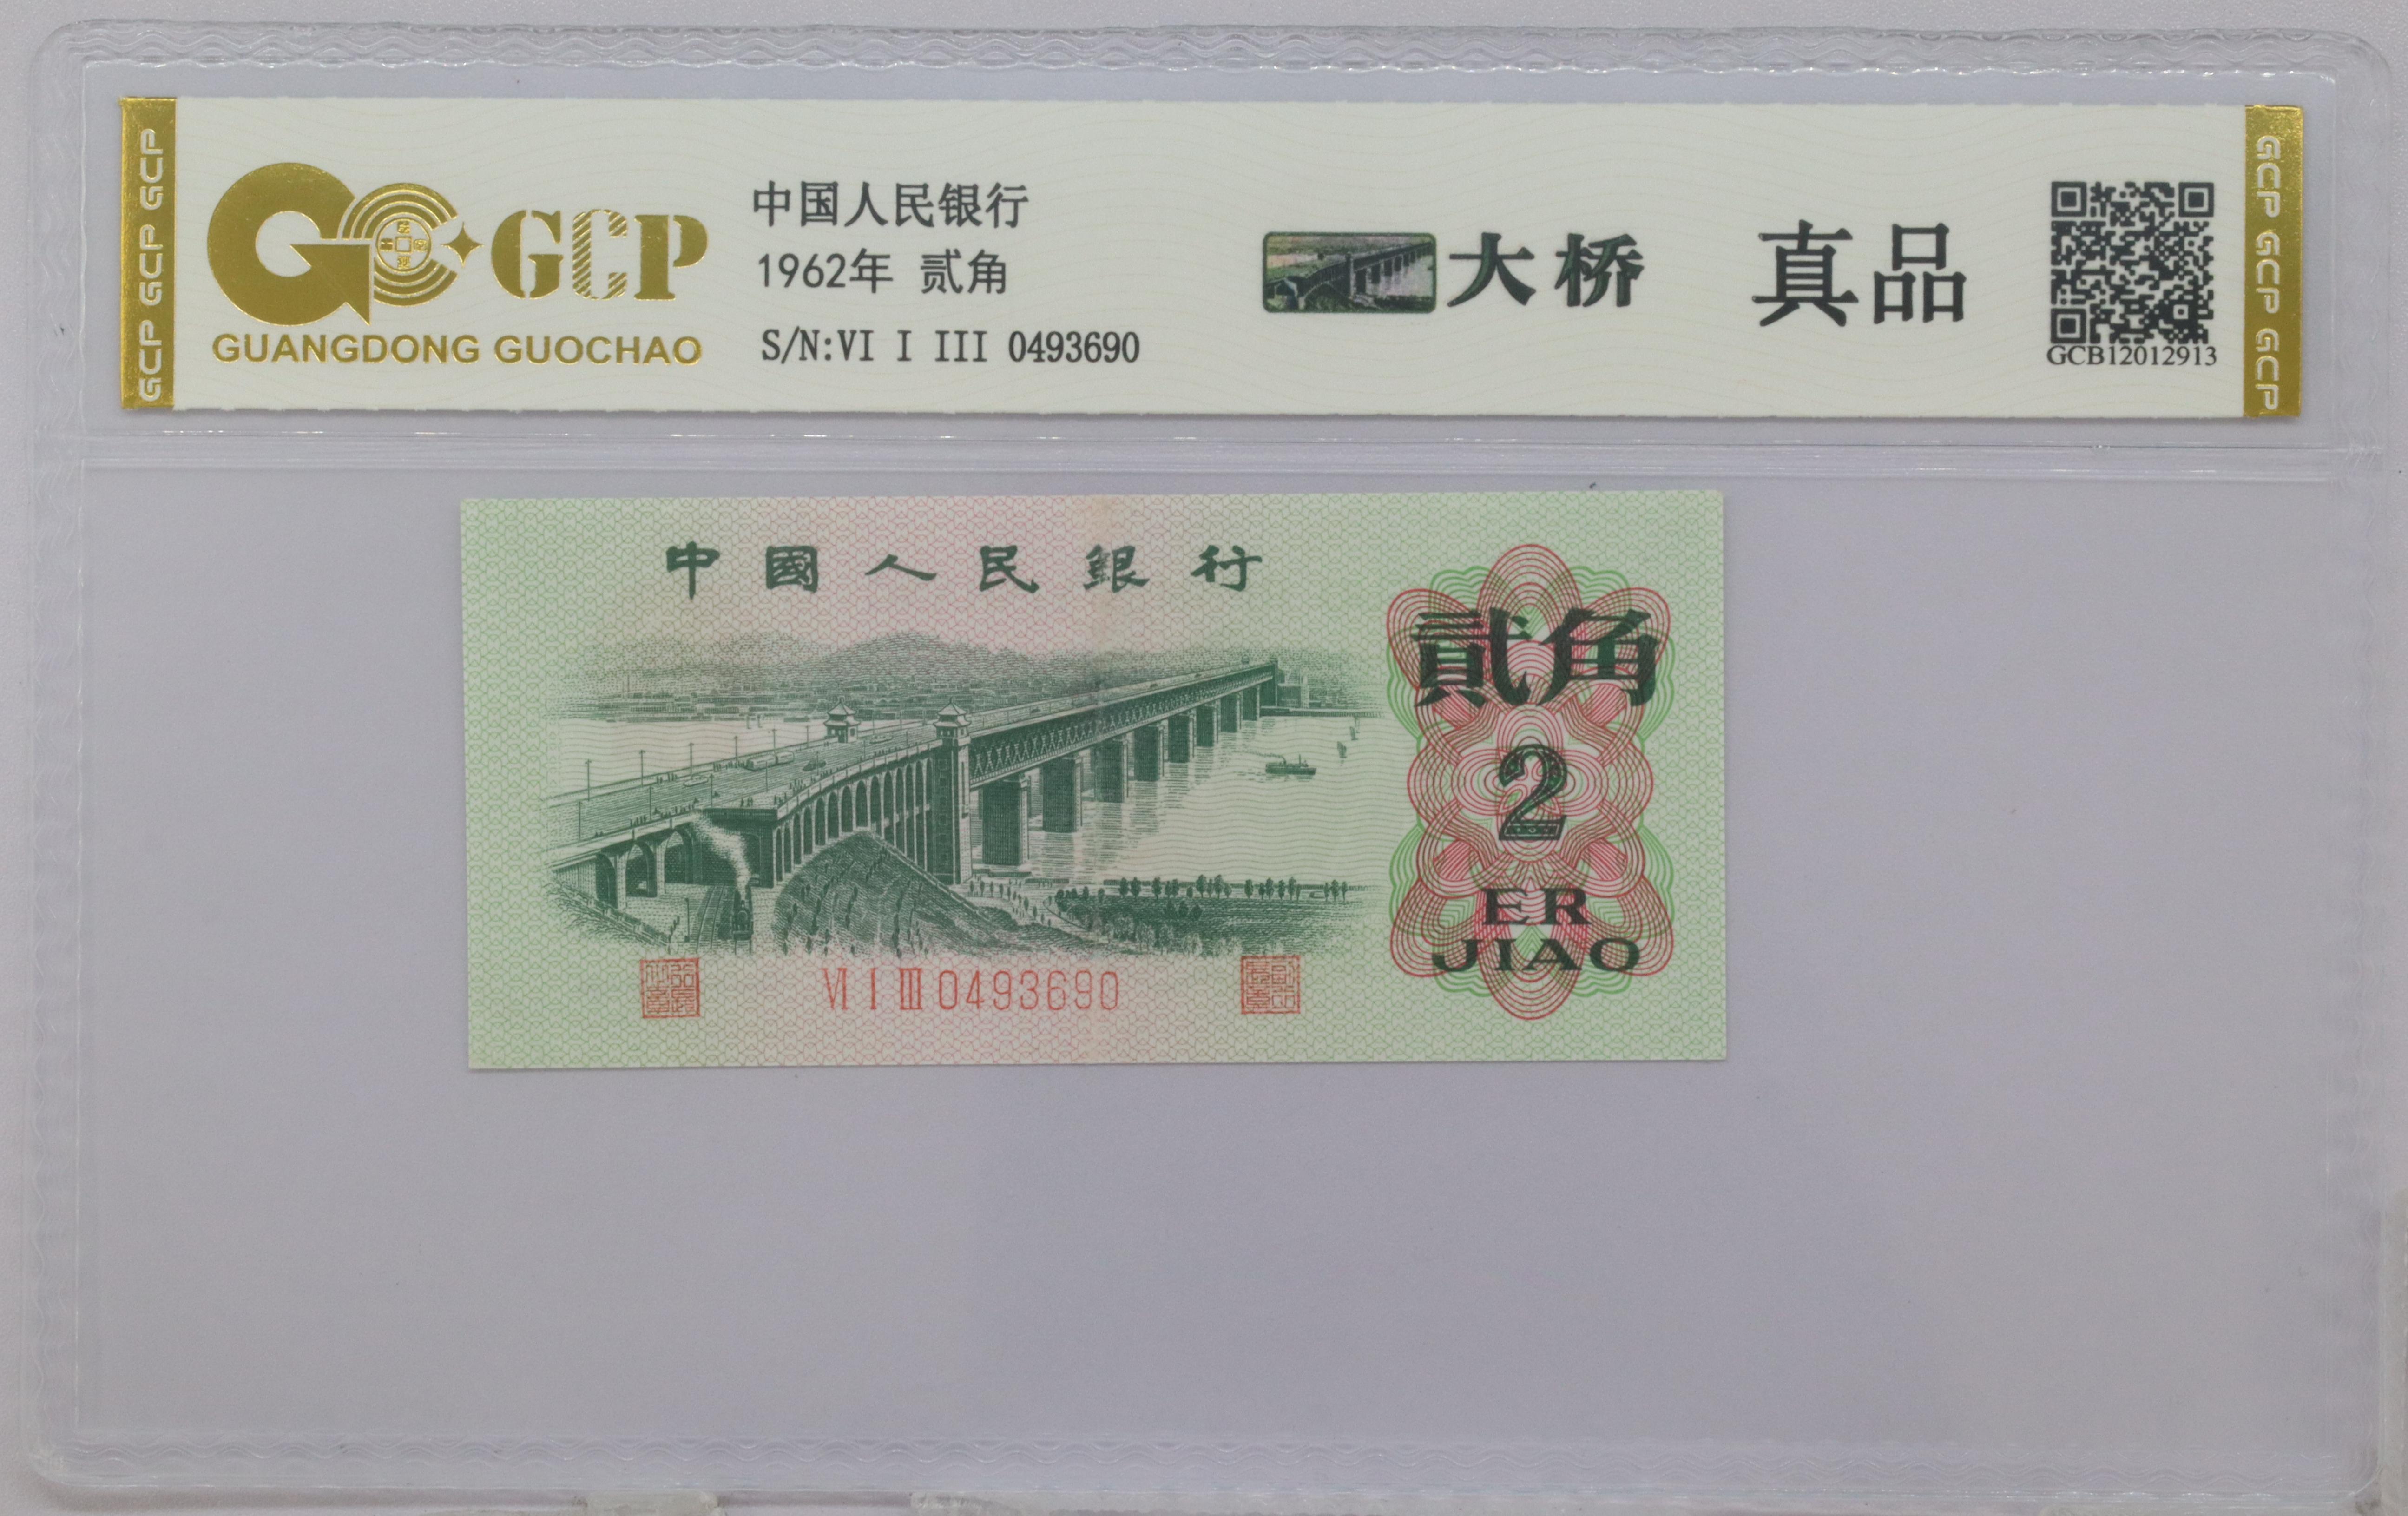 GCP GCP GCP
GCP
GUANGDONG GUOCHAO
中国人民银行
1962年 贰角
S/N:VI I III 0493690
大桥
真品
GCB12012913
GCP GCP GCP
中國人民銀行
貳角
2
ER
JIAO
VI I III 0493690